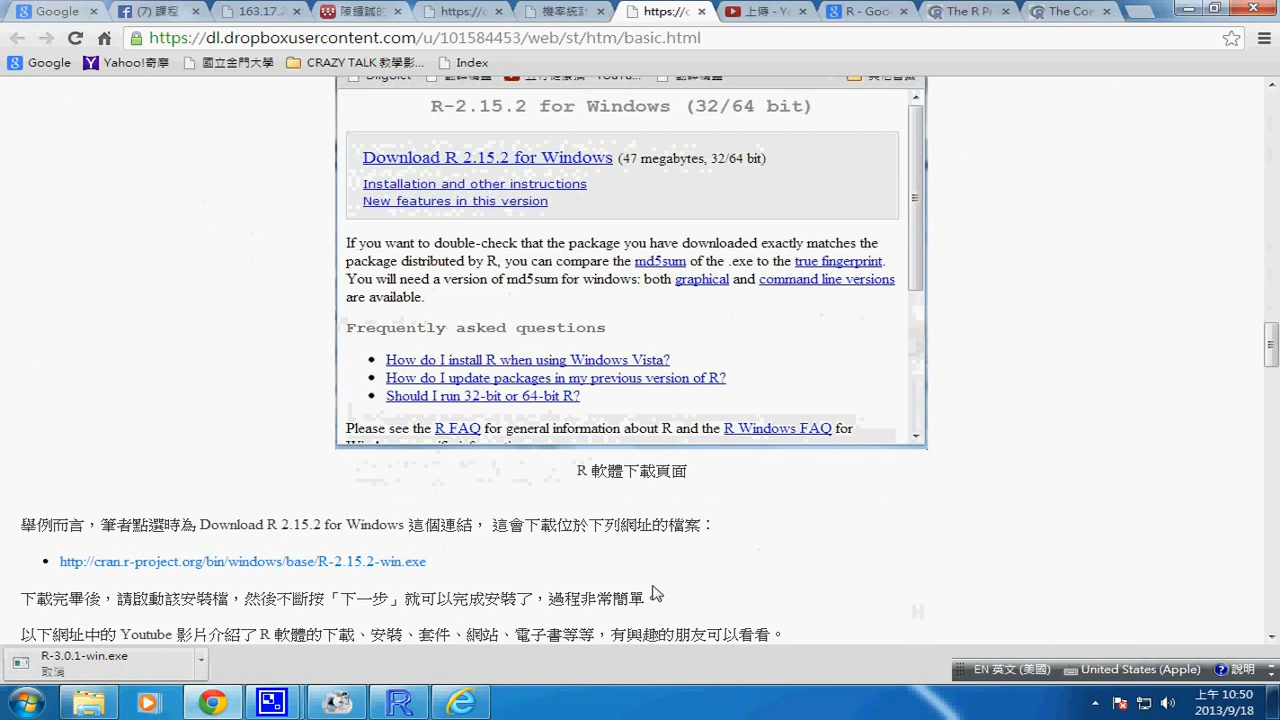 Google
(7) 課程
163.17.2
陳鍾誠的
https://c
機率統計
https://c
上傳 - Yo
R - Goo
The R P
The Cor
https://dl.dropboxusercontent.com/u/101584453/web/st/htm/basic.html
Google Yahoo!奇摩 國立金門大學 CRAZY TALK 教學影... Index
R-2.15.2 for Windows (32/64 bit)
Download R 2.15.2 for Windows (47 megabytes, 32/64 bit)
Installation and other instructions
New features in this version
If you want to double-check that the package you have downloaded exactly matches the
package distributed by R, you can compare the md5sum of the .exe to the true fingerprint.
You will need a version of md5sum for windows: both graphical and command line versions
are available.
Frequently asked questions
• How do I install R when using Windows Vista?
• How do I update packages in my previous version of R?
• Should I run 32-bit or 64-bit R?
Please see the R FAQ for general information about R and the R Windows FAQ for
R 軟體下載頁面
舉例而言，筆者點選時為 Download R 2.15.2 for Windows 這個連結， 這會下載位於下列網址的檔案：
• http://cran.r-project.org/bin/windows/base/R-2.15.2-win.exe
下載完畢後，請啟動該安裝檔，然後不斷按「下一步」就可以完成安裝了，過程非常簡單
以下網址中的 Youtube 影片介紹了 R 軟體的下載、安裝、套件、網站、電子書等等，有興趣的朋友可以看看。
R-3.0.1-win.exe
取消
EN 英文 (美國) United States (Apple) 說明
上午 10:50
2013/9/18